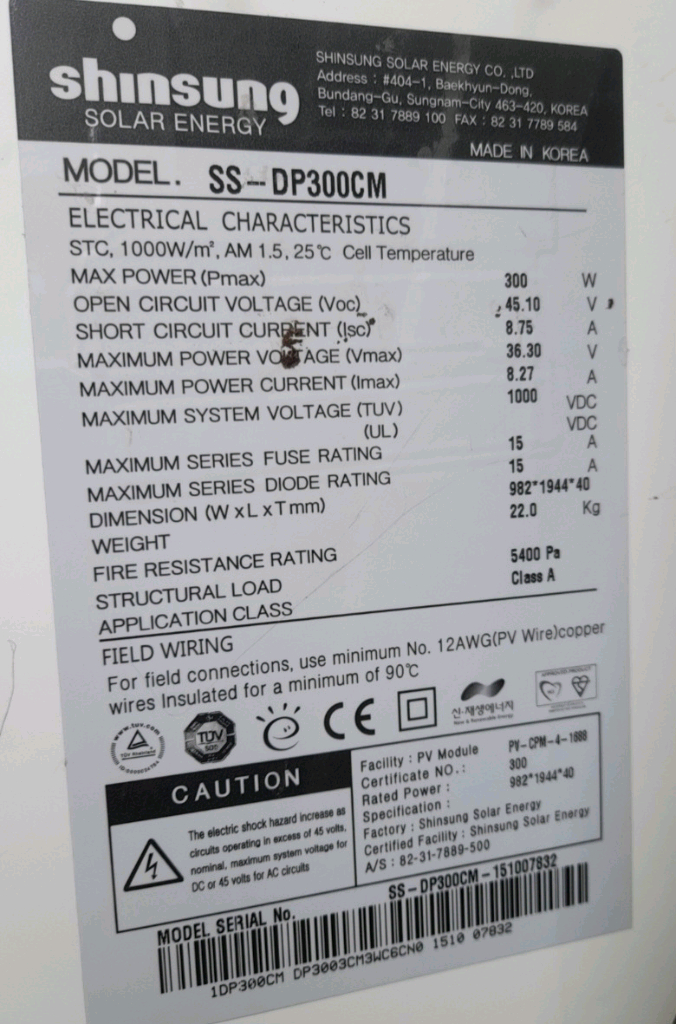 shinsung
SOLAR ENERGY
SHINSUNG SOLAR ENERGY CO. ,LTD
Address : #404-1, Baekhyun-Dong,
Bundang-Gu, Sungnam-City 463-420, KOREA
Tel : 82 31 7889 100 FAX : 82 31 7789 584
MADE IN KOREA
MODEL. SS-DP300CM
ELECTRICAL CHARACTERISTICS
STC, 1000W/m², AM 1.5, 25℃ Cell Temperature
MAX POWER (Pmax) 300 W
OPEN CIRCUIT VOLTAGE (Voc) 45.10 V
SHORT CIRCUIT CURRENT (Isc) 8.75 A
MAXIMUM POWER VOLTAGE (Vmax) 36.30 V
MAXIMUM POWER CURRENT (Imax) 8.27 A
MAXIMUM SYSTEM VOLTAGE (TUV) 1000 VDC
(UL) VDC
MAXIMUM SERIES FUSE RATING 15 A
MAXIMUM SERIES DIODE RATING 15 A
DIMENSION (W x L x T mm) 982*1944*40
WEIGHT 22.0 Kg
FIRE RESISTANCE RATING
STRUCTURAL LOAD 5400 Pa
APPLICATION CLASS Class A
FIELD WIRING
For field connections, use minimum No. 12AWG(PV Wire)copper
wires Insulated for a minimum of 90℃
www.tuv.com
TÜV
TUV
CE
신·재생에너지
New & Renewable Energy
CAUTION
The electric shock hazard increase as
circuits operating in excess of 45 volts,
nominal, maximum system voltage for
DC or 45 volts for AC circuits
Facility : PV Module
Certificate NO. : PV-CPM-4-1688
Rated Power : 300
Specification : 982*1944*40
Factory : Shinsung Solar Energy
Certified Facility : Shinsung Solar Energy
A/S : 82-31-7889-500
MODEL SERIAL No. SS-DP300CM-151007832
1DP300CM DP3003CM3WC6CN0 1510 07832